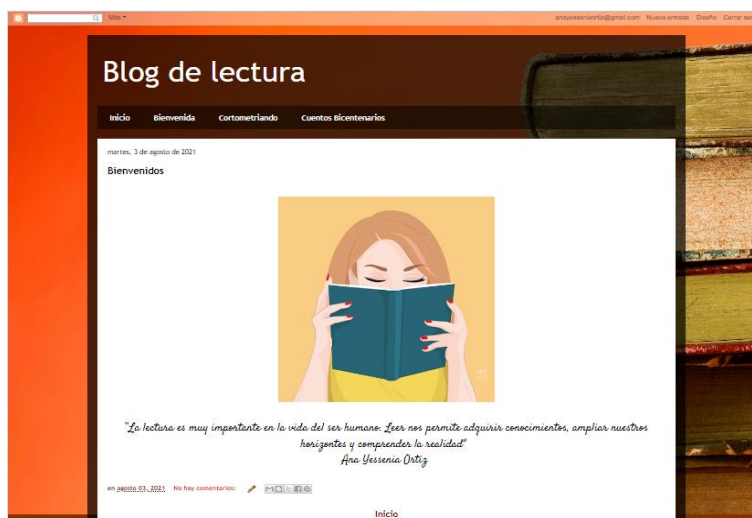 Más
anayesseniaortiz@gmail.com Nueva entrada Diseño Cerrar
Blog de lectura
Inicio Bienvenida Cortometriando Cuentos Bicentenarios
martes, 3 de agosto de 2021
Bienvenidos
"La lectura es muy importante en la vida del ser humano. Leer nos permite adquirir conocimientos, ampliar nuestros
horizontes y comprender la realidad"
Ana Yessenia Ortiz
en agosto 03, 2021 No hay comentarios:
Inicio